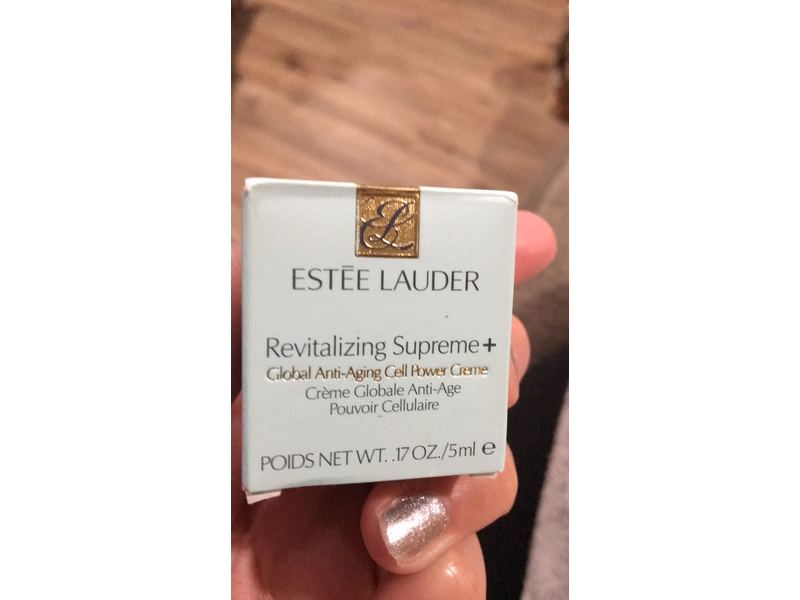 EL
ESTĒE LAUDER
Revitalizing Supreme+
Global Anti-Aging Cell Power Creme
Crème Globale Anti-Age
Pouvoir Cellulaire
POIDS NET WT. .17 OZ./5ml e